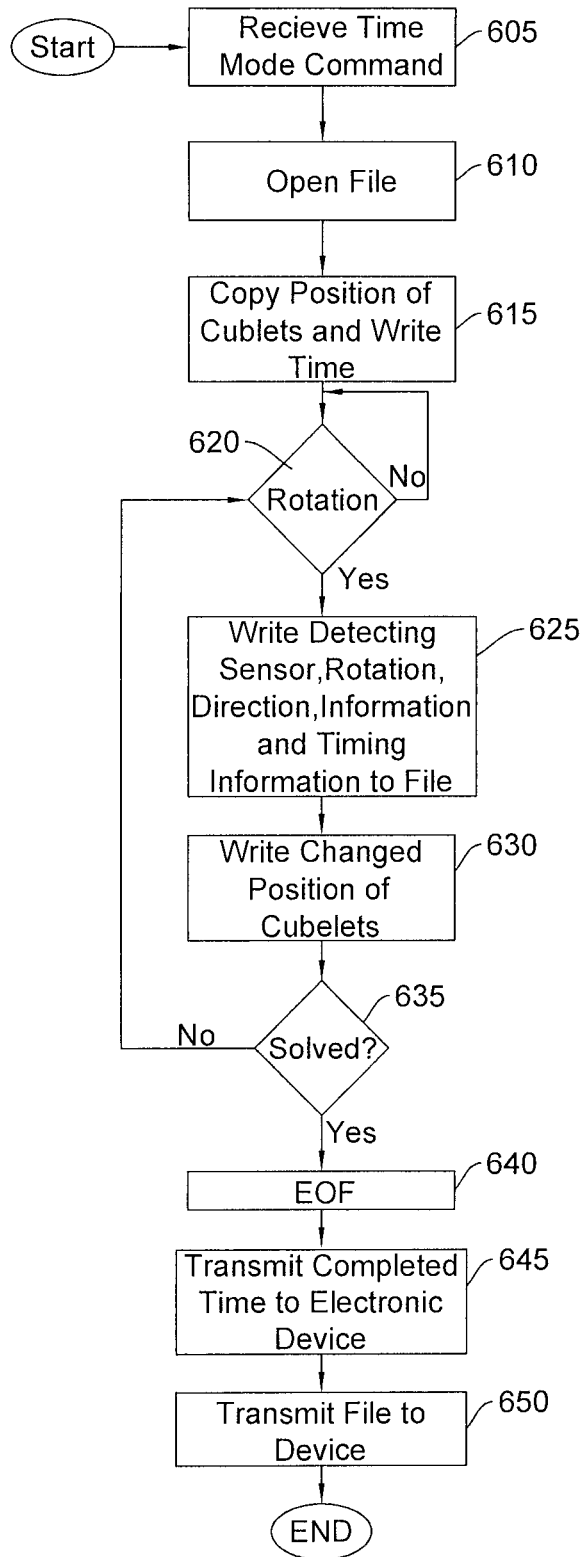 Start
Recieve Time
Mode Command
605
Open File
610
Copy Position of
Cublets and Write
Time
615
620
Rotation
No
Yes
Write Detecting
Sensor,Rotation,
Direction,Information
and Timing
Information to File
625
Write Changed
Position of
Cubelets
630
635
Solved?
No
Yes
EOF
640
Transmit Completed
Time to Electronic
Device
645
Transmit File to
Device
650
END